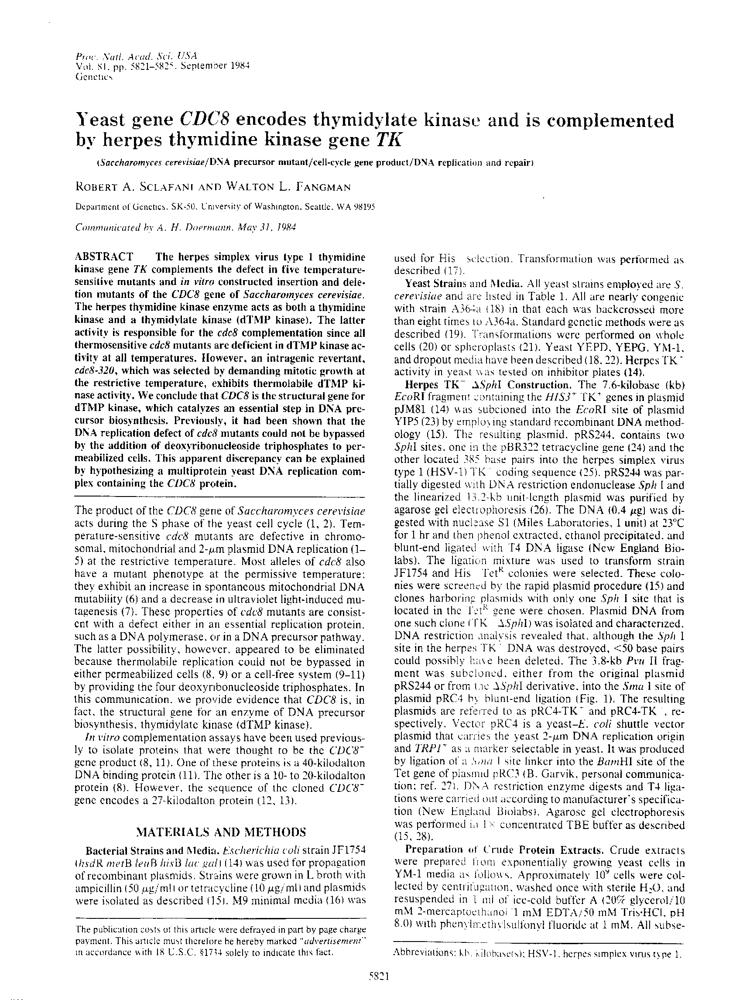 Proc. Natl. Acad. Sci. USA
Vol. 81, pp. 5821–5825, September 1984
Genetics
Yeast gene CDC8 encodes thymidylate kinase and is complemented
by herpes thymidine kinase gene TK
(Saccharomyces cerevisiae/DNA precursor mutant/cell-cycle gene product/DNA replication and repair)
ROBERT A. SCLAFANI AND WALTON L. FANGMAN
Department of Genetics, SK-50, University of Washington, Seattle, WA 98195
Communicated by A. H. Doermann, May 31, 1984
ABSTRACT The herpes simplex virus type 1 thymidine
kinase gene TK complements the defect in five temperature-
sensitive mutants and in vitro constructed insertion and dele-
tion mutants of the CDC8 gene of Saccharomyces cerevisiae.
The herpes thymidine kinase enzyme acts as both a thymidine
kinase and a thymidylate kinase (dTMP kinase). The latter
activity is responsible for the cdc8 complementation since all
thermosensitive cdc8 mutants are deficient in dTMP kinase ac-
tivity at all temperatures. However, an intragenic revertant,
cdc8-320, which was selected by demanding mitotic growth at
the restrictive temperature, exhibits thermolabile dTMP ki-
nase activity. We conclude that CDC8 is the structural gene for
dTMP kinase, which catalyzes an essential step in DNA pre-
cursor biosynthesis. Previously, it had been shown that the
DNA replication defect of cdc8 mutants could not be bypassed
by the addition of deoxyribonucleoside triphosphates to per-
meabilized cells. This apparent discrepancy can be explained
by hypothesizing a multiprotein yeast DNA replication com-
plex containing the CDC8 protein.
The product of the CDC8 gene of Saccharomyces cerevisiae
acts during the S phase of the yeast cell cycle (1, 2). Tem-
perature-sensitive cdc8 mutants are defective in chromo-
somal, mitochondrial and 2-μm plasmid DNA replication (1–
5) at the restrictive temperature. Most alleles of cdc8 also
have a mutant phenotype at the permissive temperature;
they exhibit an increase in spontaneous mitochondrial DNA
mutability (6) and a decrease in ultraviolet light-induced mu-
tagenesis (7). These properties of cdc8 mutants are consist-
ent with a defect either in an essential replication protein,
such as a DNA polymerase, or in a DNA precursor pathway.
The latter possibility, however, appeared to be eliminated
because thermolabile replication could not be bypassed in
either permeabilized cells (8, 9) or a cell-free system (9–11)
by providing the four deoxyribonucleoside triphosphates. In
this communication, we provide evidence that CDC8 is, in
fact, the structural gene for an enzyme of DNA precursor
biosynthesis, thymidylate kinase (dTMP kinase).
In vitro complementation assays have been used previous-
ly to isolate proteins that were thought to be the CDC8+
gene product (8, 11). One of these proteins is a 40-kilodalton
DNA binding protein (11). The other is a 10- to 20-kilodalton
protein (8). However, the sequence of the cloned CDC8+
gene encodes a 27-kilodalton protein (12, 13).
MATERIALS AND METHODS
Bacterial Strains and Media. Escherichia coli strain JF1754
(hsdR metB leuB hisB lac gal) (14) was used for propagation
of recombinant plasmids. Strains were grown in L broth with
ampicillin (50 μg/ml) or tetracycline (10 μg/ml) and plasmids
were isolated as described (15). M9 minimal media (16) was
The publication costs of this article were defrayed in part by page charge
payment. This article must therefore be hereby marked "advertisement"
in accordance with 18 U.S.C. §1734 solely to indicate this fact.
used for His selection. Transformation was performed as
described (17).
Yeast Strains and Media. All yeast strains employed are S.
cerevisiae and are listed in Table 1. All are nearly congenic
with strain A364a (18) in that each was backcrossed more
than eight times to A364a. Standard genetic methods were as
described (19). Transformations were performed on whole
cells (20) or spheroplasts (21). Yeast YEPD, YEPG, YM-1,
and dropout media have been described (18, 22). Herpes TK+
activity in yeast was tested on inhibitor plates (14).
Herpes TK− ΔSphI Construction. The 7.6-kilobase (kb)
EcoRI fragment containing the HIS3+ TK+ genes in plasmid
pJM81 (14) was subcloned into the EcoRI site of plasmid
YIP5 (23) by employing standard recombinant DNA method-
ology (15). The resulting plasmid, pRS244, contains two
SphI sites, one in the pBR322 tetracycline gene (24) and the
other located 385 base pairs into the herpes simplex virus
type 1 (HSV-1) TK coding sequence (25). pRS244 was par-
tially digested with DNA restriction endonuclease Sph I and
the linearized 13.2-kb unit-length plasmid was purified by
agarose gel electrophoresis (26). The DNA (0.4 μg) was di-
gested with nuclease S1 (Miles Laboratories, 1 unit) at 23°C
for 1 hr and then phenol extracted, ethanol precipitated, and
blunt-end ligated with T4 DNA ligase (New England Bio-
labs). The ligation mixture was used to transform strain
JF1754 and His+ TetR colonies were selected. These colo-
nies were screened by the rapid plasmid procedure (15) and
clones harboring plasmids with only one Sph I site that is
located in the TetR gene were chosen. Plasmid DNA from
one such clone (TK− ΔSphI) was isolated and characterized.
DNA restriction analysis revealed that, although the Sph I
site in the herpes TK+ DNA was destroyed, <50 base pairs
could possibly have been deleted. The 3.8-kb Pvu II frag-
ment was subcloned, either from the original plasmid
pRS244 or from the ΔSphI derivative, into the Sma I site of
plasmid pRC4 by blunt-end ligation (Fig. 1). The resulting
plasmids are referred to as pRC4-TK+ and pRC4-TK−, re-
spectively. Vector pRC4 is a yeast–E. coli shuttle vector
plasmid that carries the yeast 2-μm DNA replication origin
and TRP1+ as a marker selectable in yeast. It was produced
by ligation of a Sma I site linker into the BamHI site of the
Tet gene of plasmid pRC3 (B. Garvik, personal communica-
tion; ref. 27). DNA restriction enzyme digests and T4 liga-
tions were carried out according to manufacturer's specifica-
tion (New England Biolabs). Agarose gel electrophoresis
was performed in 1× concentrated TBE buffer as described
(15, 28).
Preparation of Crude Protein Extracts. Crude extracts
were prepared from exponentially growing yeast cells in
YM-1 media as follows. Approximately 10⁹ cells were col-
lected by centrifugation, washed once with sterile H2O, and
resuspended in 1 ml of ice-cold buffer A (20% glycerol/10
mM 2-mercaptoethanol/1 mM EDTA/50 mM Tris·HCl, pH
8.0) with phenylmethylsulfonyl fluoride at 1 mM. All subse-
Abbreviations: kb, kilobase(s); HSV-1, herpes simplex virus type 1.
5821